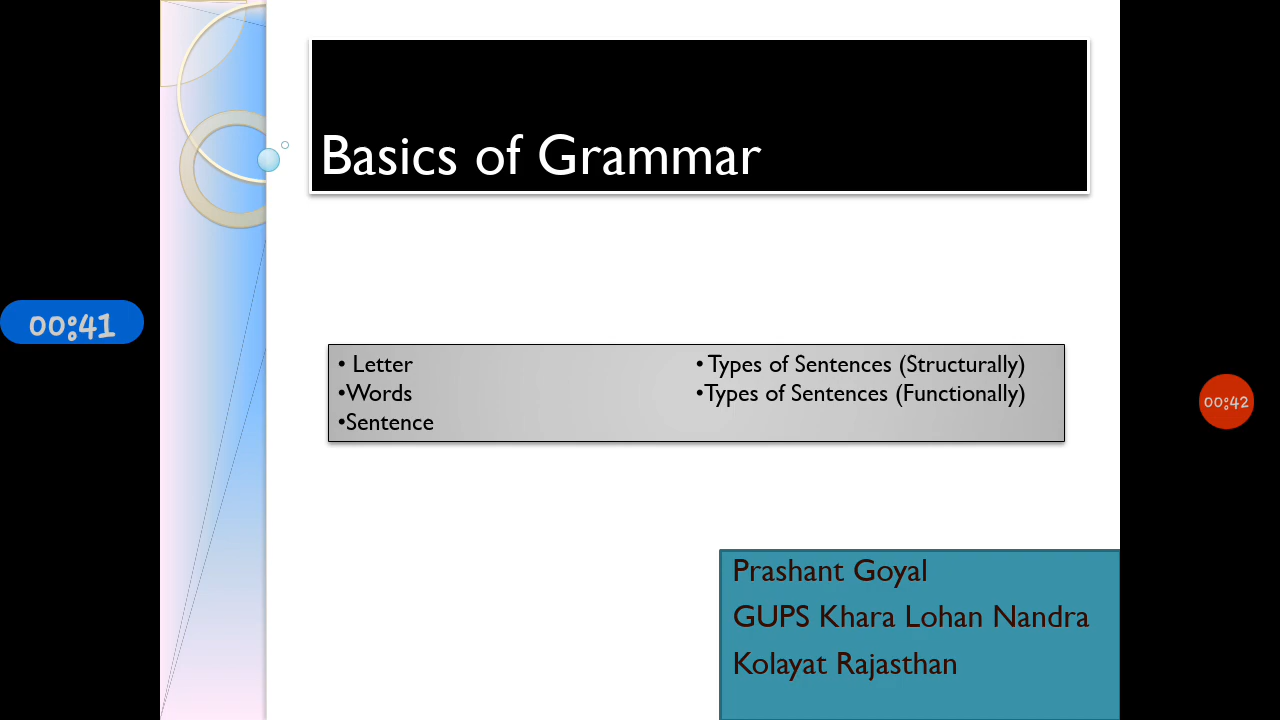 Basics of Grammar
00:41
• Letter
•Words
•Sentence
• Types of Sentences (Structurally)
•Types of Sentences (Functionally)
00:42
Prashant Goyal
GUPS Khara Lohan Nandra
Kolayat Rajasthan